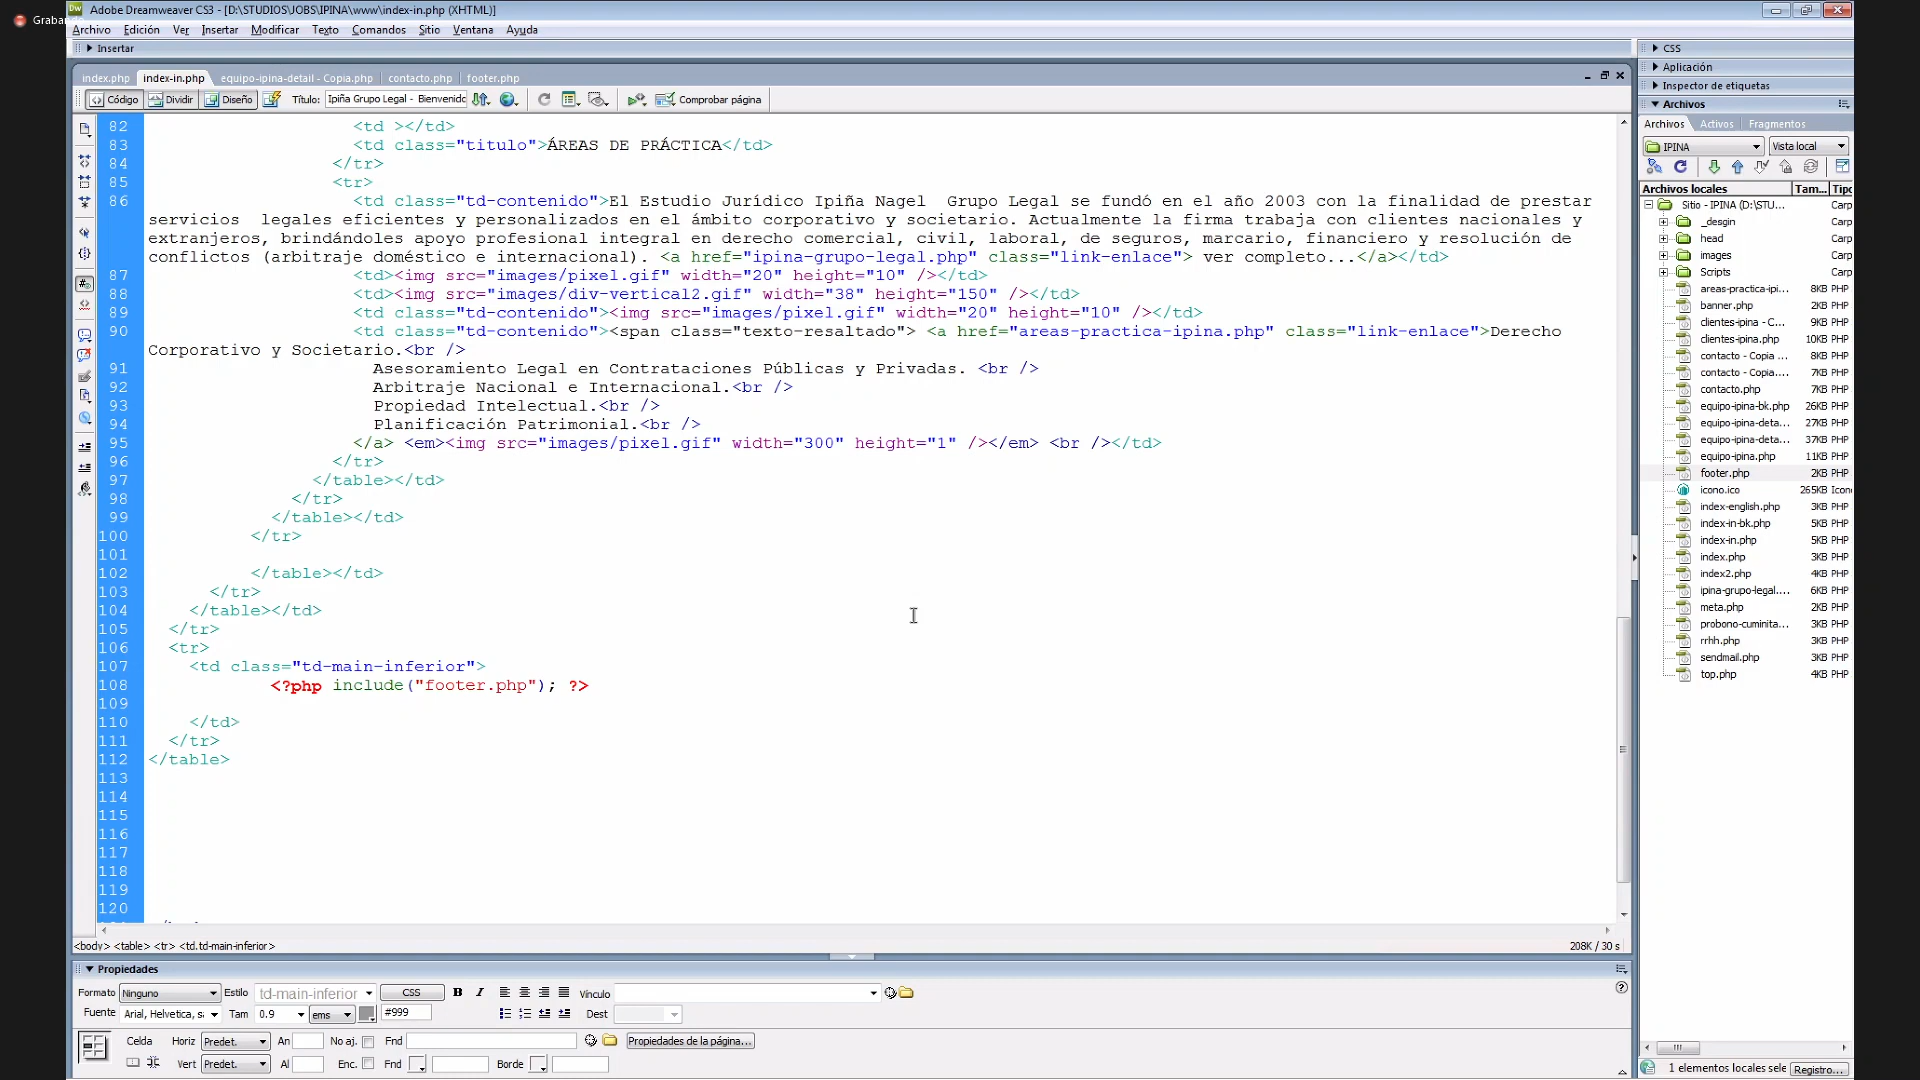 Adobe Dreamweaver CS3 - [D:\STUDIOS\JOBS\IPINA\www\index-in.php (XHTML)]
Archivo Edición Ver Insertar Modificar Texto Comandos Sitio Ventana Ayuda
Insertar
index.php index-in.php equipo-ipina-detail - Copia.php contacto.php footer.php
Código Dividir Diseño Título: Ipiña Grupo Legal - Bienvenidc Comprobar página
82 <td ></td>
83 <td class="titulo">ÁREAS DE PRÁCTICA</td>
84 </tr>
85 <tr>
86 <td class="td-contenido">El Estudio Jurídico Ipiña Nagel  Grupo Legal se fundó en el año 2003 con la finalidad de prestar
servicios  legales eficientes y personalizados en el ámbito corporativo y societario. Actualmente la firma trabaja con clientes nacionales y
extranjeros, brindándoles apoyo profesional integral en derecho comercial, civil, laboral, de seguros, marcario, financiero y resolución de
conflictos (arbitraje doméstico e internacional). <a href="ipina-grupo-legal.php" class="link-enlace"> ver completo...</a></td>
87 <td><img src="images/pixel.gif" width="20" height="10" /></td>
88 <td><img src="images/div-vertical2.gif" width="38" height="150" /></td>
89 <td class="td-contenido"><img src="images/pixel.gif" width="20" height="10" /></td>
90 <td class="td-contenido"><span class="texto-resaltado"> <a href="areas-practica-ipina.php" class="link-enlace">Derecho
Corporativo y Societario.<br />
91 Asesoramiento Legal en Contrataciones Públicas y Privadas. <br />
92 Arbitraje Nacional e Internacional.<br />
93 Propiedad Intelectual.<br />
94 Planificación Patrimonial.<br />
95 </a> <em><img src="images/pixel.gif" width="300" height="1" /></em> <br /></td>
96 </tr>
97 </table></td>
98 </tr>
99 </table></td>
100 </tr>
101
102 </table></td>
103 </tr>
104 </table></td>
105 </tr>
106 <tr>
107 <td class="td-main-inferior">
108 <?php include("footer.php"); ?>
109
110 </td>
111 </tr>
112 </table>
113
114
115
116
117
118
119
120
<body> <table> <tr> <td.td-main-inferior>
208K / 30 s
Propiedades
Formato Ninguno Estilo td-main-inferior CSS B I Vínculo
Fuente Arial, Helvetica, s Tam 0.9 ems #999 Dest
Celda Horiz Predet. An No aj. Fnd Propiedades de la página...
Vert Predet. Al Enc. Fnd Borde
CSS
Aplicación
Inspector de etiquetas
Archivos
Archivos Activos Fragmentos
IPINA Vista local
Archivos locales Tam... Tipo
Sitio - IPINA (D:\STU... Carp
_desgin Carp
head Carp
images Carp
Scripts Carp
areas-practica-ipi... 8KB PHP
banner.php 2KB PHP
clientes-ipina - C... 9KB PHP
clientes-ipina.php 10KB PHP
contacto - Copia ... 8KB PHP
contacto - Copia.... 7KB PHP
contacto.php 7KB PHP
equipo-ipina-bk.php 26KB PHP
equipo-ipina-deta... 27KB PHP
equipo-ipina-deta... 37KB PHP
equipo-ipina.php 11KB PHP
footer.php 2KB PHP
icono.ico 265KB Icono
index-english.php 3KB PHP
index-in-bk.php 5KB PHP
index-in.php 5KB PHP
index.php 3KB PHP
index2.php 4KB PHP
ipina-grupo-legal.... 6KB PHP
meta.php 2KB PHP
probono-cuminita... 3KB PHP
rrhh.php 3KB PHP
sendmail.php 3KB PHP
top.php 4KB PHP
1 elementos locales sele Registro...